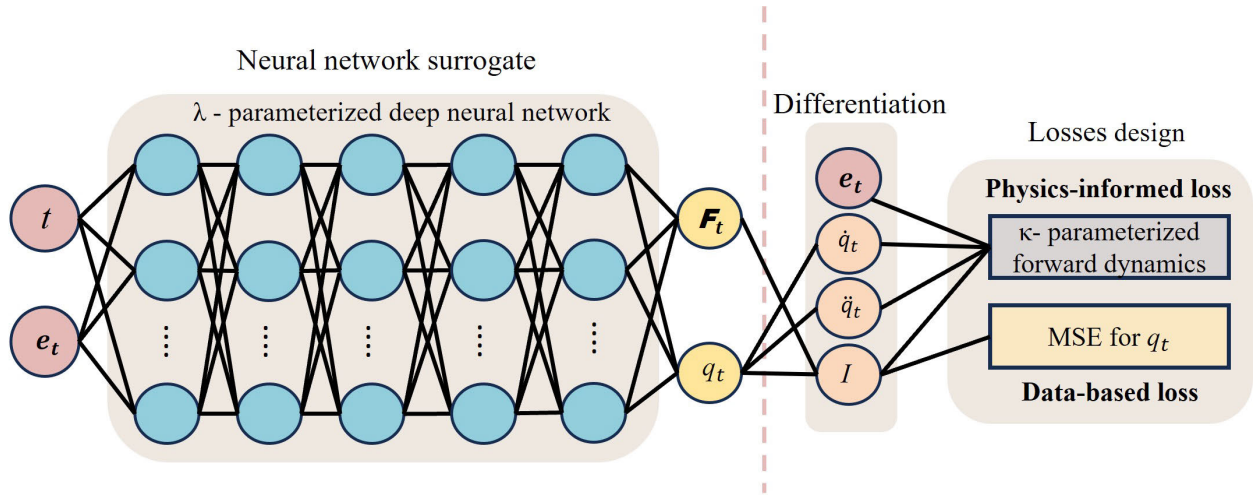 Neural network surrogate
λ - parameterized deep neural network
t
e_t
⋮ ⋮ ⋮ ⋮ ⋮
F_t
q_t
Differentiation
e_t
q̇_t
q̈_t
I
Losses design
Physics-informed loss
κ- parameterized
forward dynamics
MSE for q_t
Data-based loss